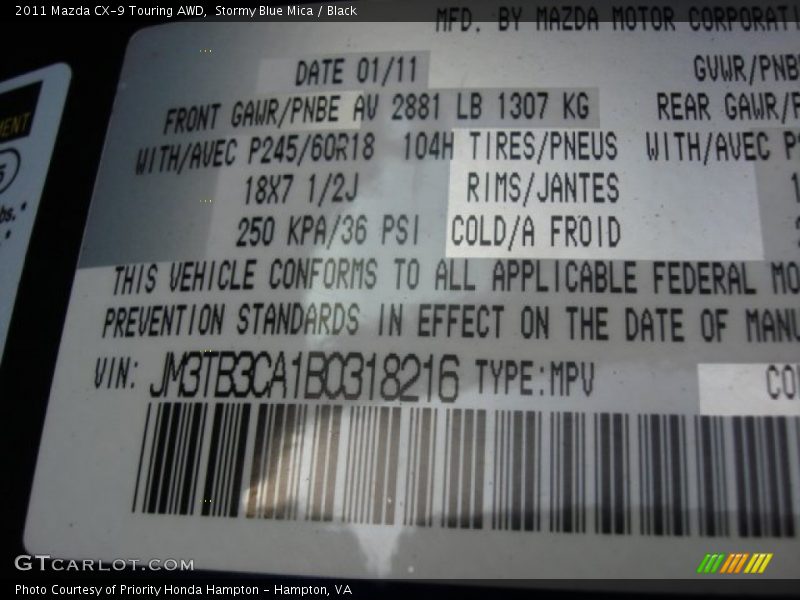 2011 Mazda CX-9 Touring AWD, Stormy Blue Mica / Black
MFD. BY MAZDA MOTOR CORPORATI
DATE 01/11 GVWR/PNB
FRONT GAWR/PNBE AV 2881 LB 1307 KG REAR GAWR/P
WITH/AVEC P245/60R18 104H TIRES/PNEUS WITH/AVEC P
18X7 1/2J RIMS/JANTES
250 KPA/36 PSI COLD/A FROID
THIS VEHICLE CONFORMS TO ALL APPLICABLE FEDERAL MO
PREVENTION STANDARDS IN EFFECT ON THE DATE OF MANU
VIN: JM3TB3CA1B0318216 TYPE:MPV CO
MENT
GTCARLOT.COM
Photo Courtesy of Priority Honda Hampton - Hampton, VA